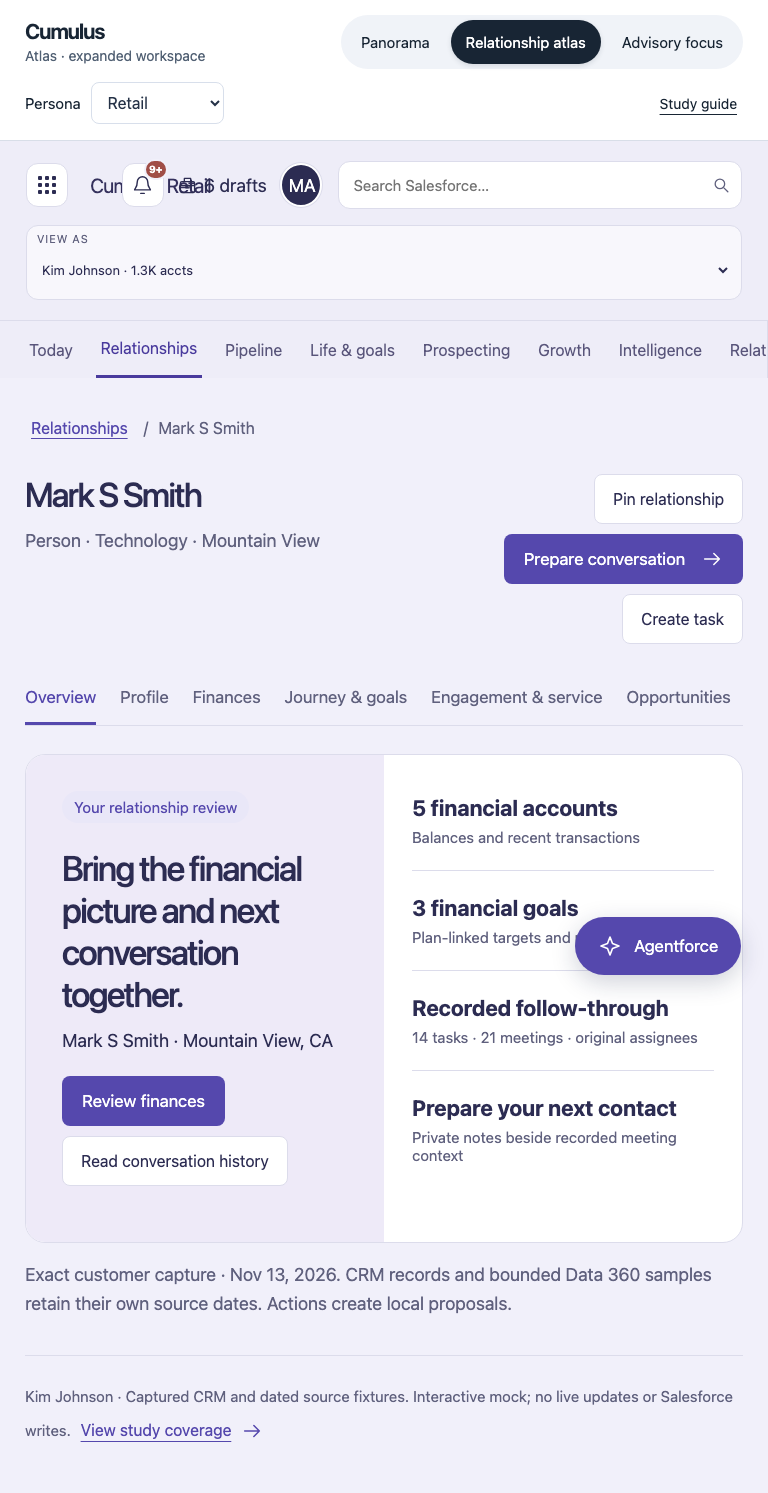 Cumulus
Atlas · expanded workspace
Panorama
Relationship atlas
Advisory focus
Persona
Retail
Study guide
9+
Retail
6 drafts
MA
Search Salesforce...
VIEW AS
Kim Johnson · 1.3K accts
Today
Relationships
Pipeline
Life & goals
Prospecting
Growth
Intelligence
Relat
Relationships / Mark S Smith
Mark S Smith
Person · Technology · Mountain View
Pin relationship
Prepare conversation
Create task
Overview
Profile
Finances
Journey & goals
Engagement & service
Opportunities
Your relationship review
Bring the financial
picture and next
conversation
together.
Mark S Smith · Mountain View, CA
Review finances
Read conversation history
5 financial accounts
Balances and recent transactions
3 financial goals
Plan-linked targets and
Agentforce
Recorded follow-through
14 tasks · 21 meetings · original assignees
Prepare your next contact
Private notes beside recorded meeting
context
Exact customer capture · Nov 13, 2026. CRM records and bounded Data 360 samples
retain their own source dates. Actions create local proposals.
Kim Johnson · Captured CRM and dated source fixtures. Interactive mock; no live updates or Salesforce
writes. View study coverage